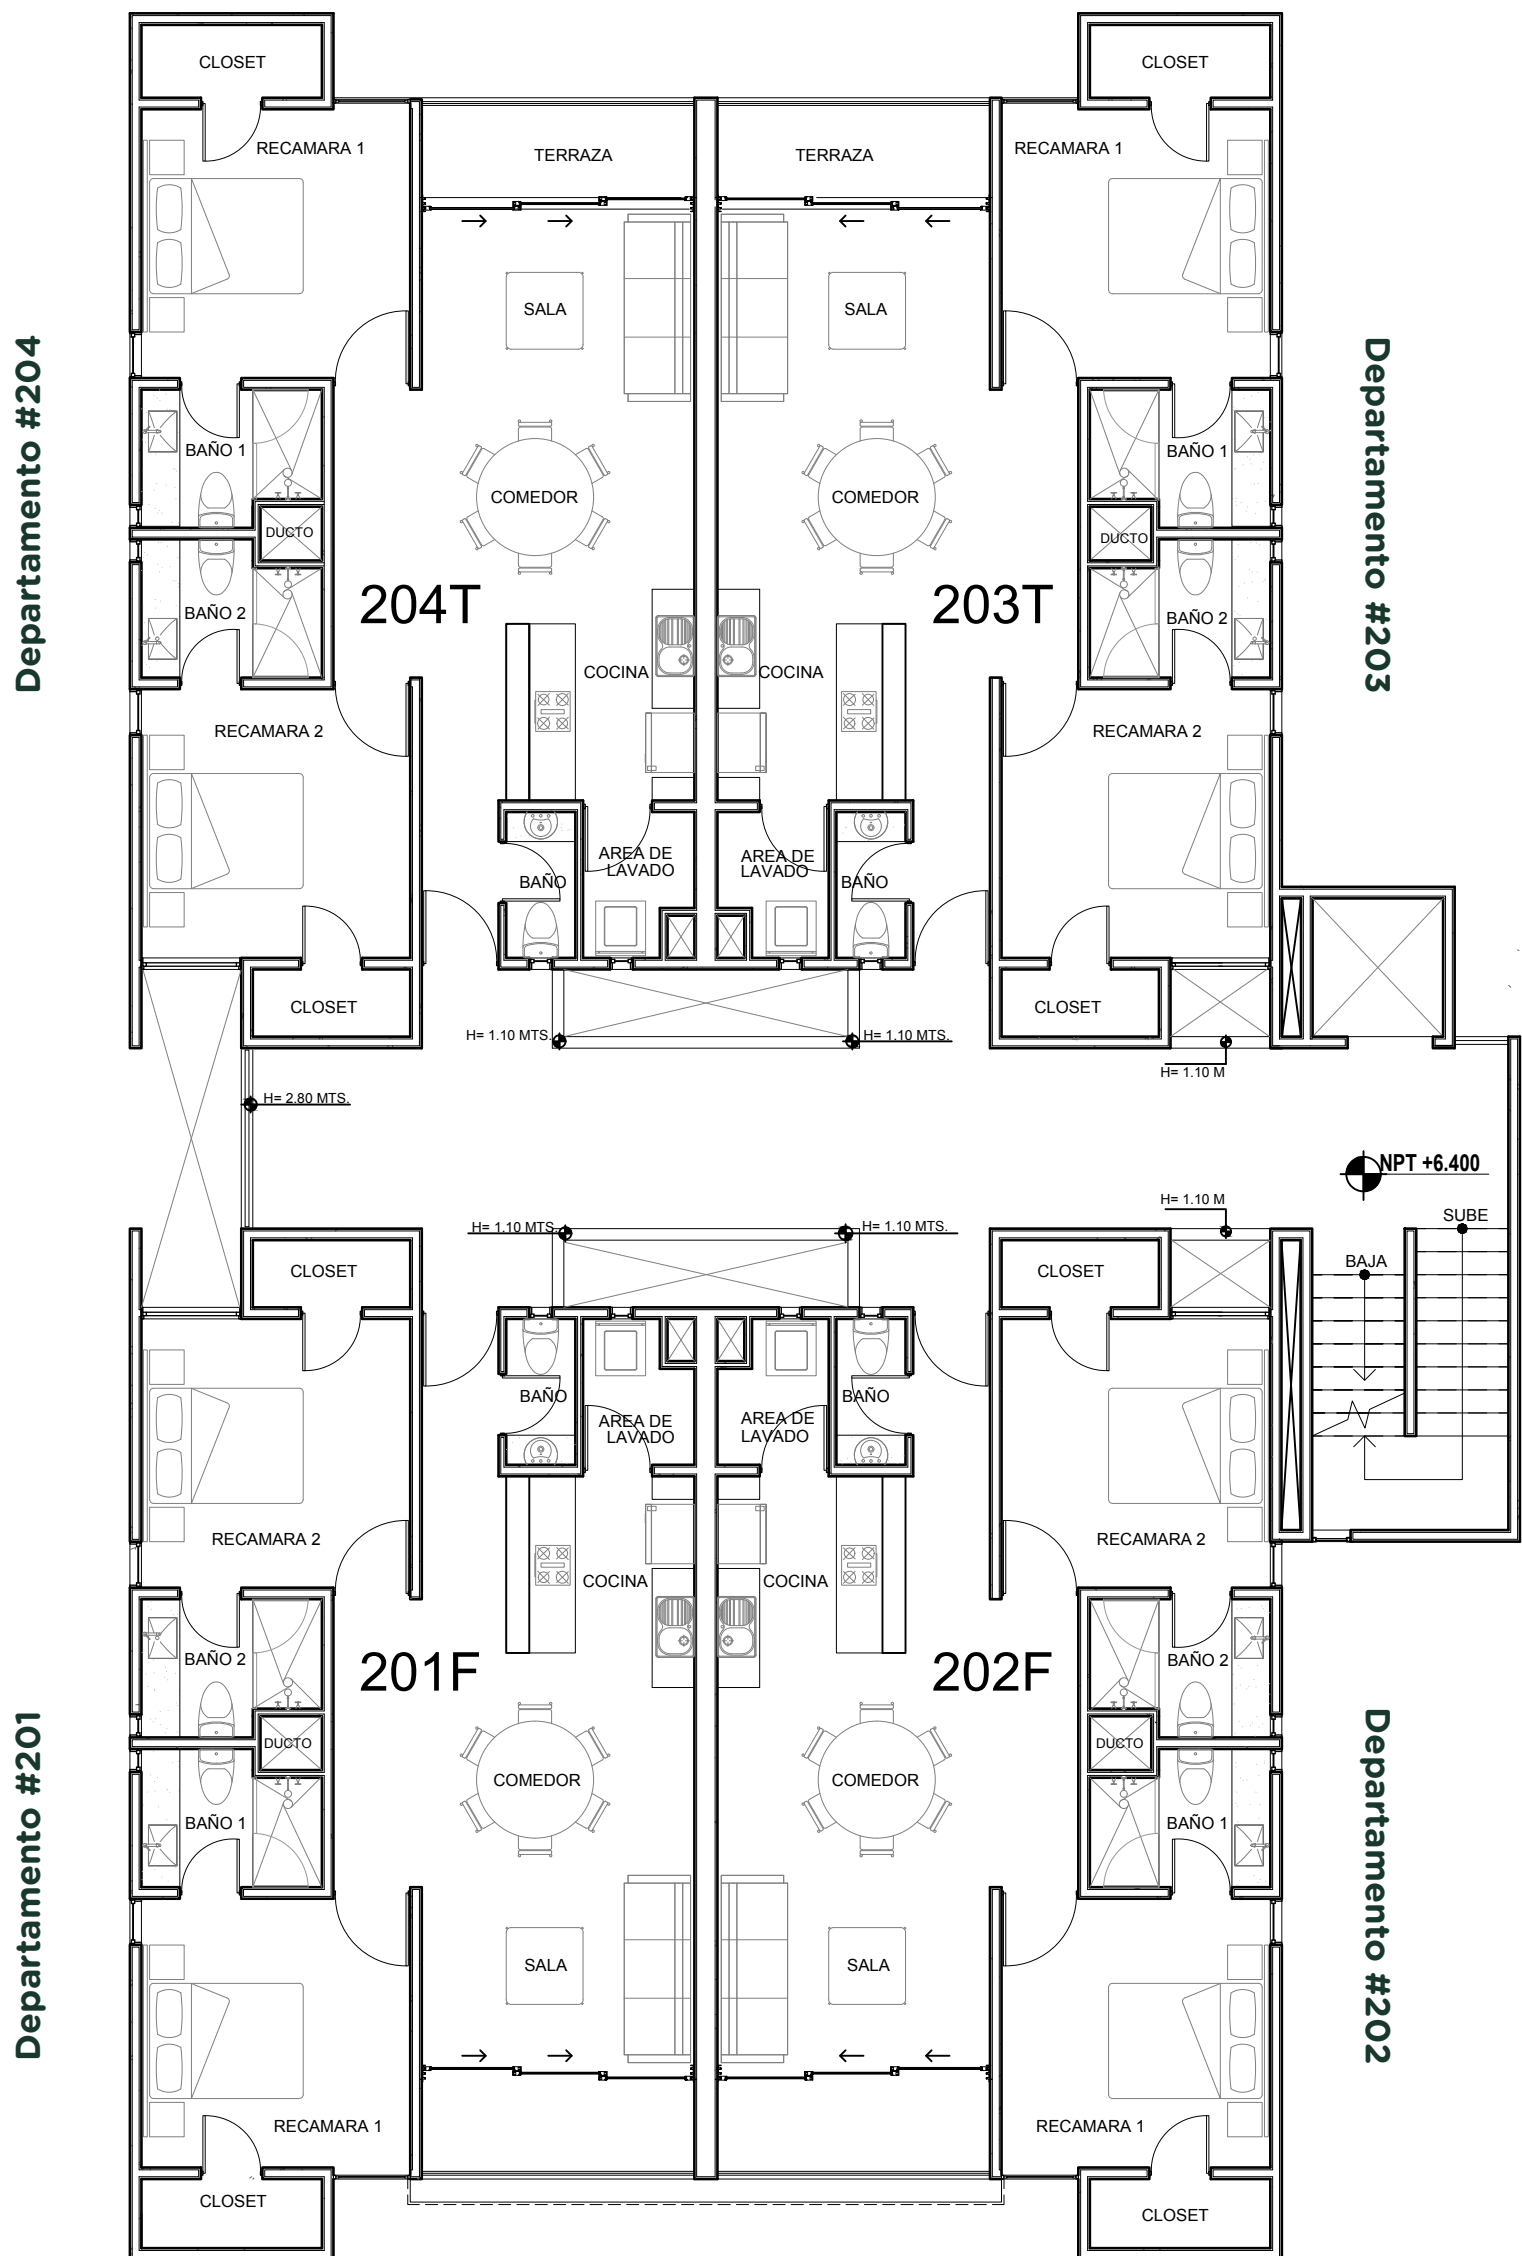 CLOSET
CLOSET
RECAMARA 1
TERRAZA
TERRAZA
RECAMARA 1
SALA
SALA
Departamento #204
Departamento #203
BAÑO 1
BAÑO 1
COMEDOR
COMEDOR
DUCTO
DUCTO
BAÑO 2
204T
203T
BAÑO 2
COCINA
COCINA
RECAMARA 2
RECAMARA 2
AREA DE
LAVADO
AREA DE
LAVADO
BAÑO
BAÑO
CLOSET
CLOSET
H= 1.10 MTS.
H= 1.10 MTS.
H= 1.10 M
H= 2.80 MTS.
NPT +6.400
H= 1.10 M
SUBE
H= 1.10 MTS
H= 1.10 MTS.
BAJA
CLOSET
CLOSET
BAÑO
BAÑO
AREA DE
LAVADO
AREA DE
LAVADO
RECAMARA 2
RECAMARA 2
COCINA
COCINA
BAÑO 2
201F
202F
BAÑO 2
DUCTO
DUCTO
COMEDOR
COMEDOR
BAÑO 1
BAÑO 1
Departamento #201
Departamento #202
SALA
SALA
RECAMARA 1
RECAMARA 1
CLOSET
CLOSET